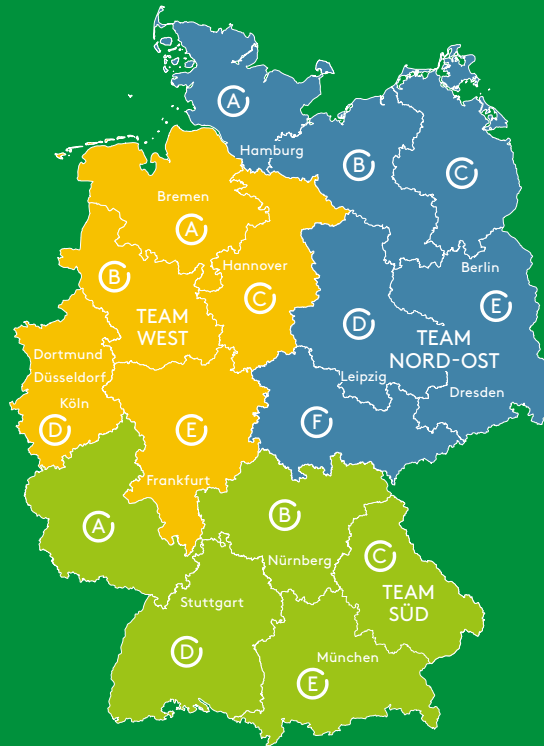 A
Hamburg
B
C
Bremen
A
Hannover
Berlin
B
C
E
TEAM
WEST
D
TEAM
NORD-OST
Dortmund
Düsseldorf
Köln
D
Leipzig
Dresden
E
F
Frankfurt
A
B
Nürnberg
C
TEAM
SÜD
Stuttgart
D
München
E